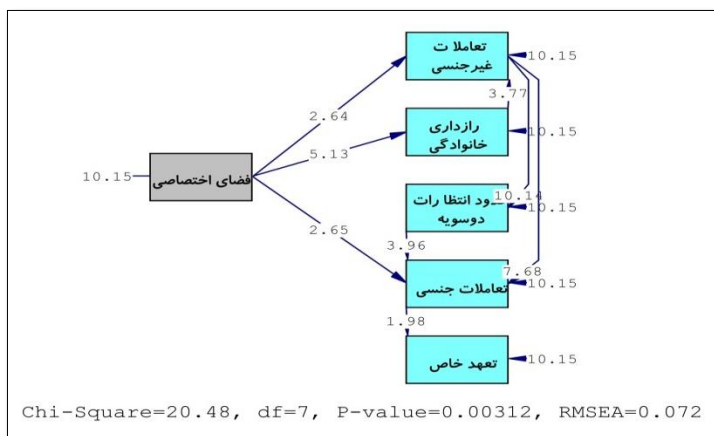 تعاملا ت
غیرجنسی
10.15
3.77
2.64
رازداری
خانوادگی
10.15
5.13
10.15
فضای اختصاصی
انتظا رات
دوسویه
10.14
10.15
2.65
3.96
7.68
تعاملات جنسی
10.15
1.98
تعهد خاص
10.15
Chi-Square=20.48, df=7, P-value=0.00312, RMSEA=0.072